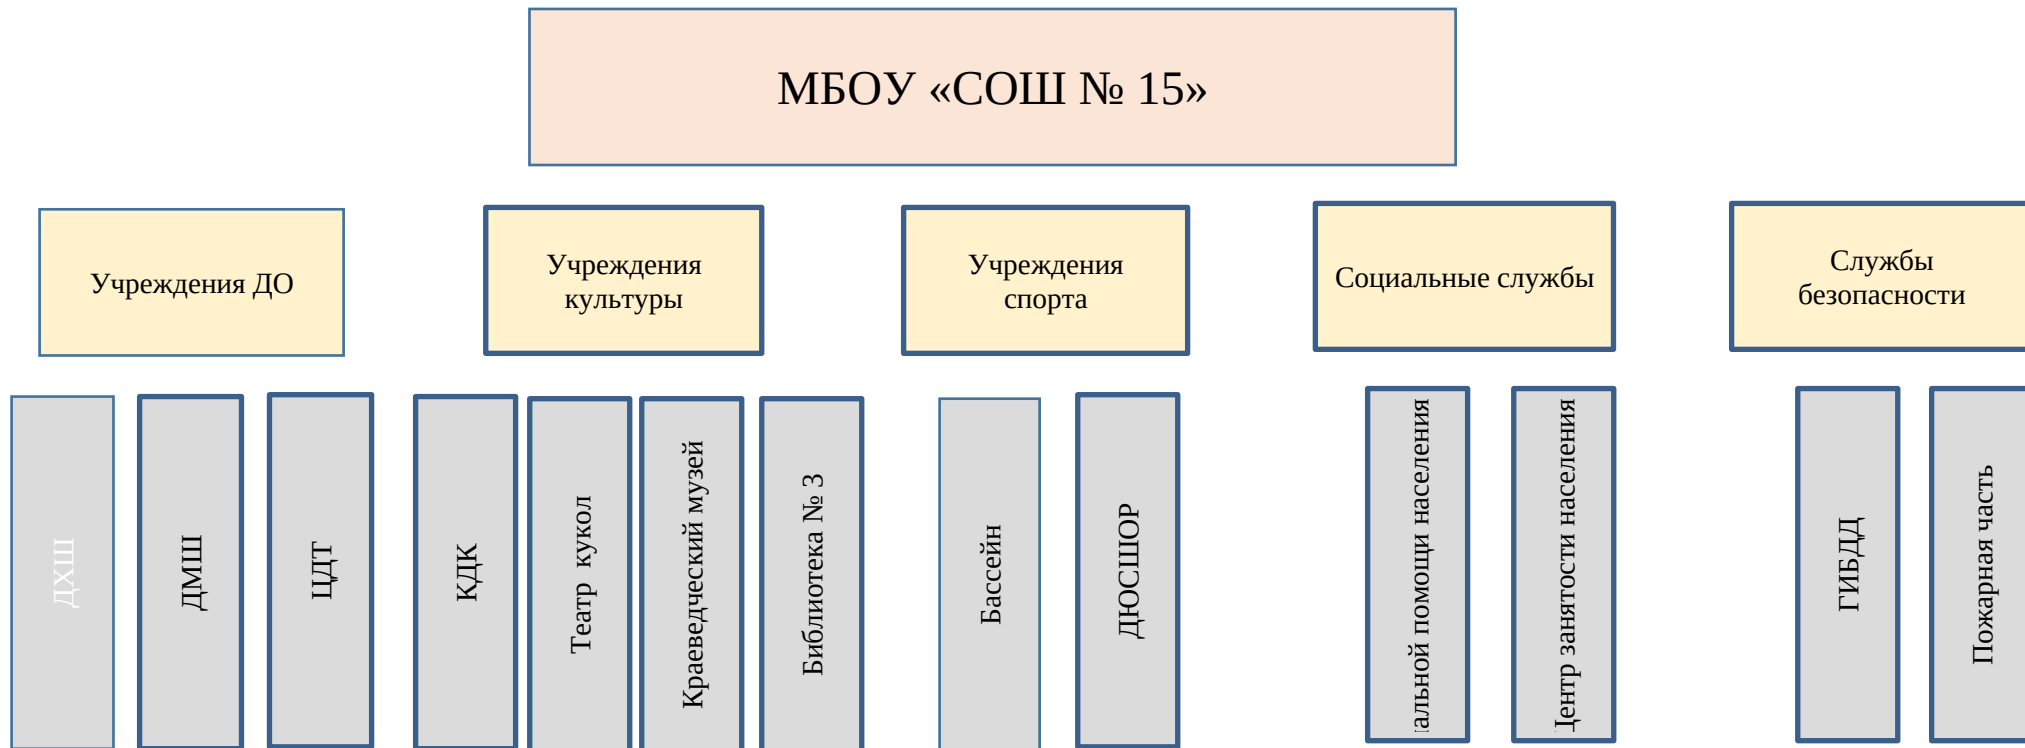 МБОУ «СОШ № 15»
Учреждения ДО
Учреждения
культуры
Учреждения
спорта
Социальные службы
Службы
безопасности
ДХШ
ДМШ
ЦДТ
КДК
Театр кукол
Краеведческий музей
Библиотека № 3
Бассейн
ДЮСШОР
помощи населения
Центр занятости населения
ГИБДД
Пожарная часть